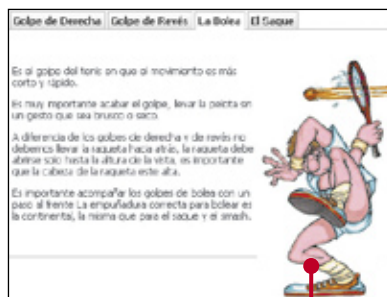 Golpe de Derecha Golpe de Revés La Bolea El Saque
Es el golpe del tenis en que el movimiento es más
corto y rápido.
Es muy importante acabar el golpe, llevar la pelota en
un gesto que sea brusco o seco.
A diferencia de los golpes de derecha y de revés no
debemos llevar la raqueta hacia atrás, la raqueta debe
abrirse solo hasta la altura de la vista, es importante
que la cabeza de la raqueta este alta.
Es importante acompañar los golpes de bolea con un
paso al frente La empuñadura correcta para bolear es
la continental, la misma que para el saque y el smash.